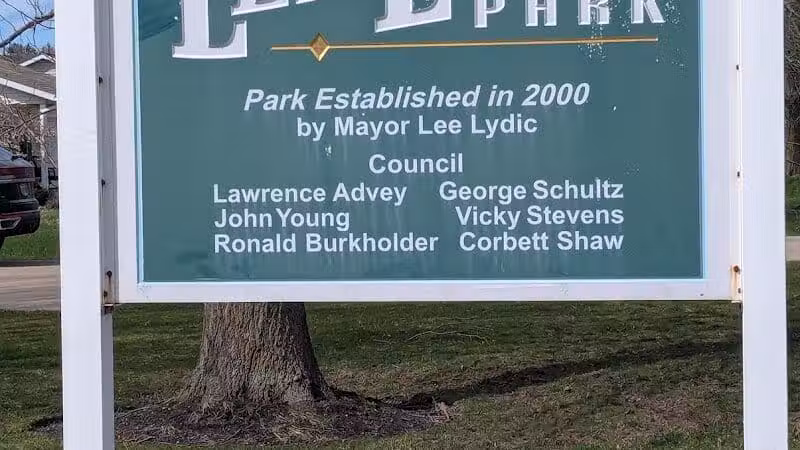 PARK
Park Established in 2000
by Mayor Lee Lydic
Council
Lawrence Advey George Schultz
John Young Vicky Stevens
Ronald Burkholder Corbett Shaw